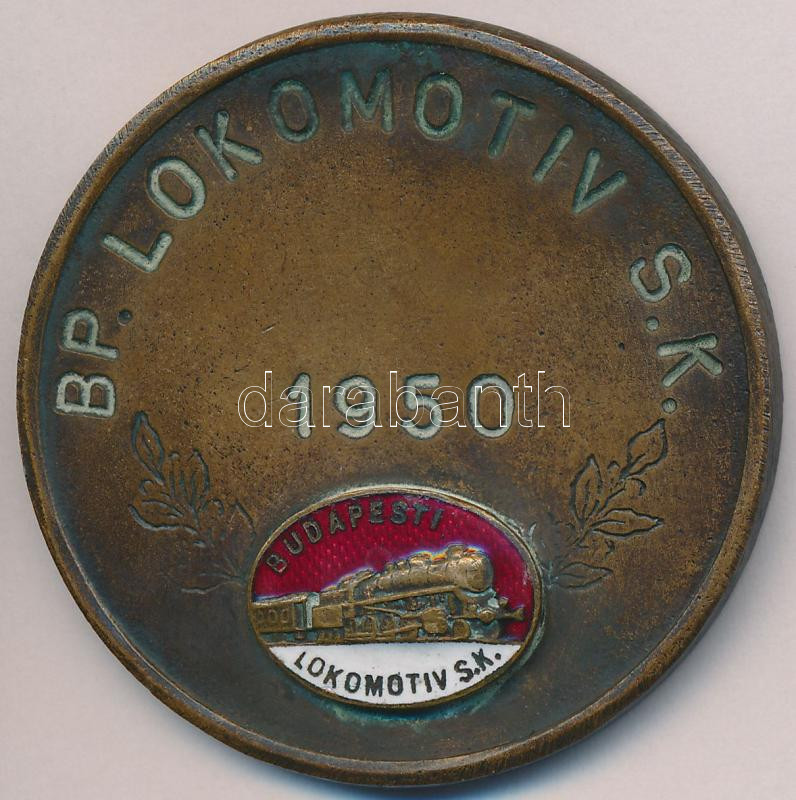 BP. LOKOMOTIV S.K.
1950
darabanth
BUDAPESTI
LOKOMOTIV S.K.